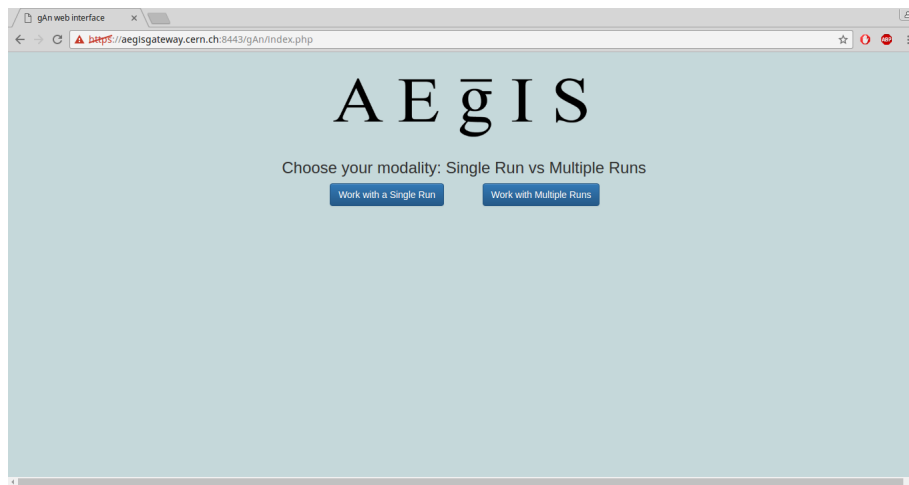 gAn web interface
https://aegisgateway.cern.ch:8443/gAn/index.php
ABP
A E g̅ I S
Choose your modality: Single Run vs Multiple Runs
Work with a Single Run
Work with Multiple Runs